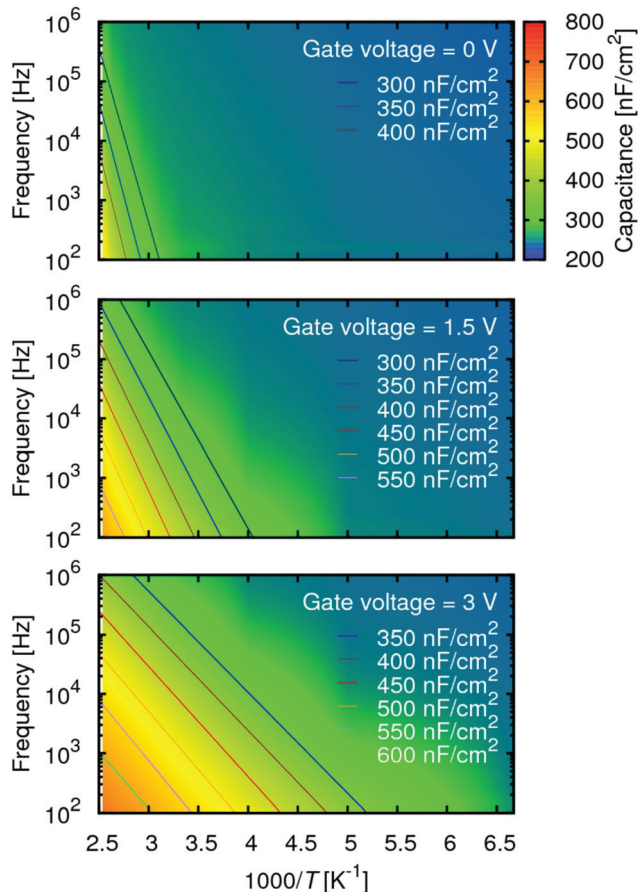 10^6
10^5
10^4
10^3
10^2
Frequency [Hz]
Gate voltage = 0 V
300 nF/cm^2
350 nF/cm^2
400 nF/cm^2
800
700
600
500
400
300
200
Capacitance [nF/cm^2]
10^6
10^5
10^4
10^3
10^2
Frequency [Hz]
Gate voltage = 1.5 V
300 nF/cm^2
350 nF/cm^2
400 nF/cm^2
450 nF/cm^2
500 nF/cm^2
550 nF/cm^2
10^6
10^5
10^4
10^3
10^2
Frequency [Hz]
Gate voltage = 3 V
350 nF/cm^2
400 nF/cm^2
450 nF/cm^2
500 nF/cm^2
550 nF/cm^2
600 nF/cm^2
2.5 3 3.5 4 4.5 5 5.5 6 6.5
1000/T [K^-1]